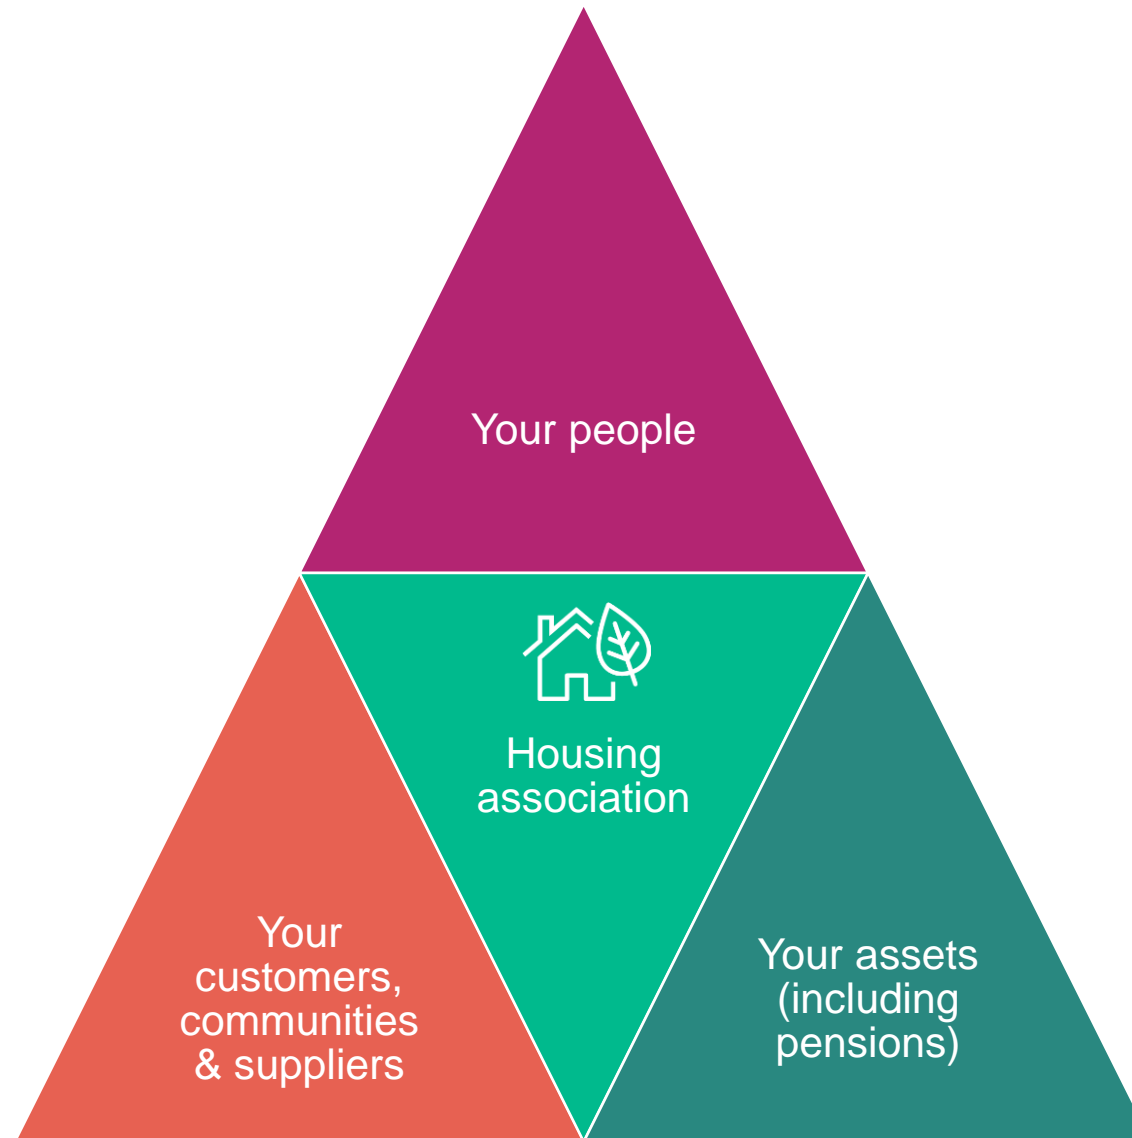 Your people
Housing
association
Your
customers,
communities
& suppliers
Your assets
(including
pensions)